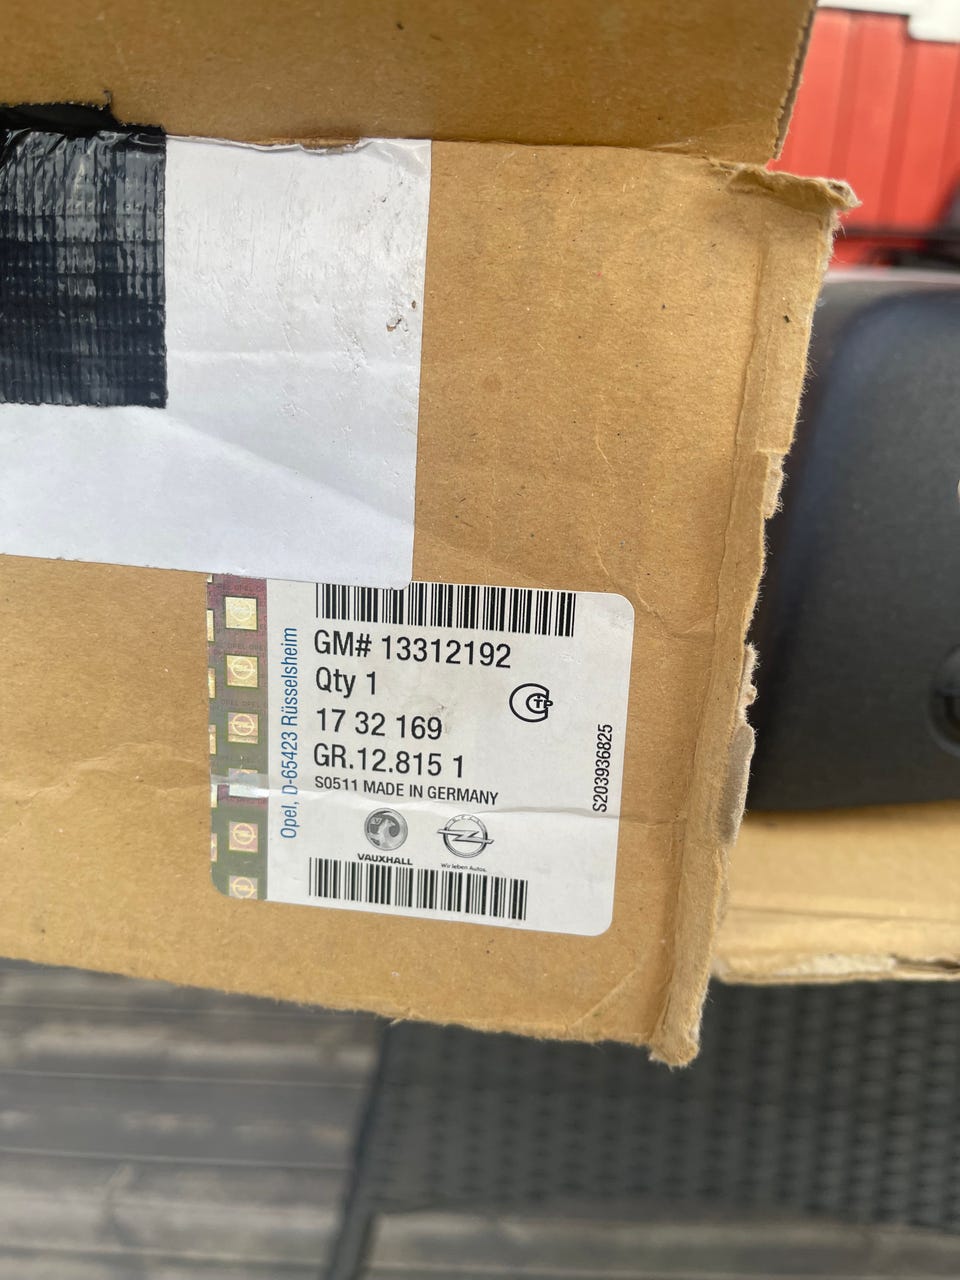 Opel, D-65423 Rüsselsheim
GM# 13312192
Qty 1
17 32 169
GR.12.815 1
S0511 MADE IN GERMANY
VAUXHALL
Wir leben Autos.
S203936825